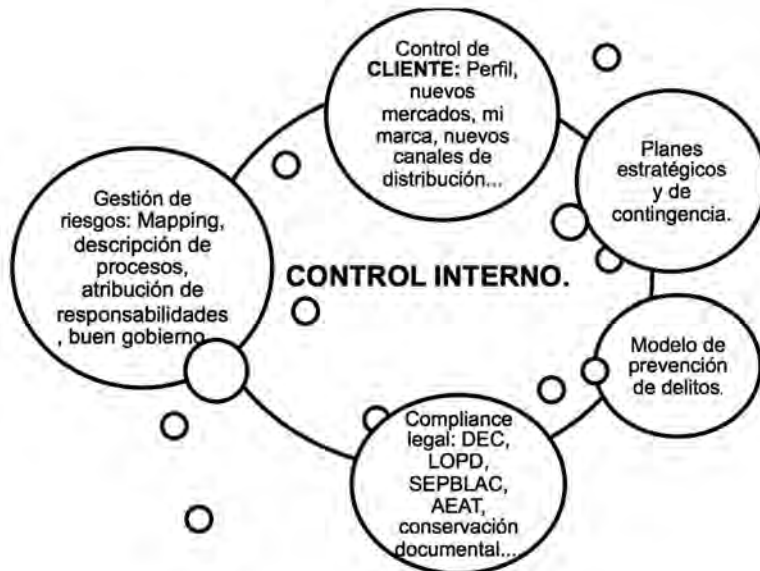 Control de
CLIENTE: Perfil,
nuevos
mercados, mi
marca, nuevos
canales de
distribución...
Planes
estratégicos
y de
contingencia.
Gestión de
riesgos: Mapping,
descripción de
procesos,
atribución de
responsabilidades
, buen gobierno
CONTROL INTERNO.
Modelo de
prevención
de delitos.
Compliance
legal: DEC,
LOPD,
SEPBLAC,
AEAT,
conservación
documental...